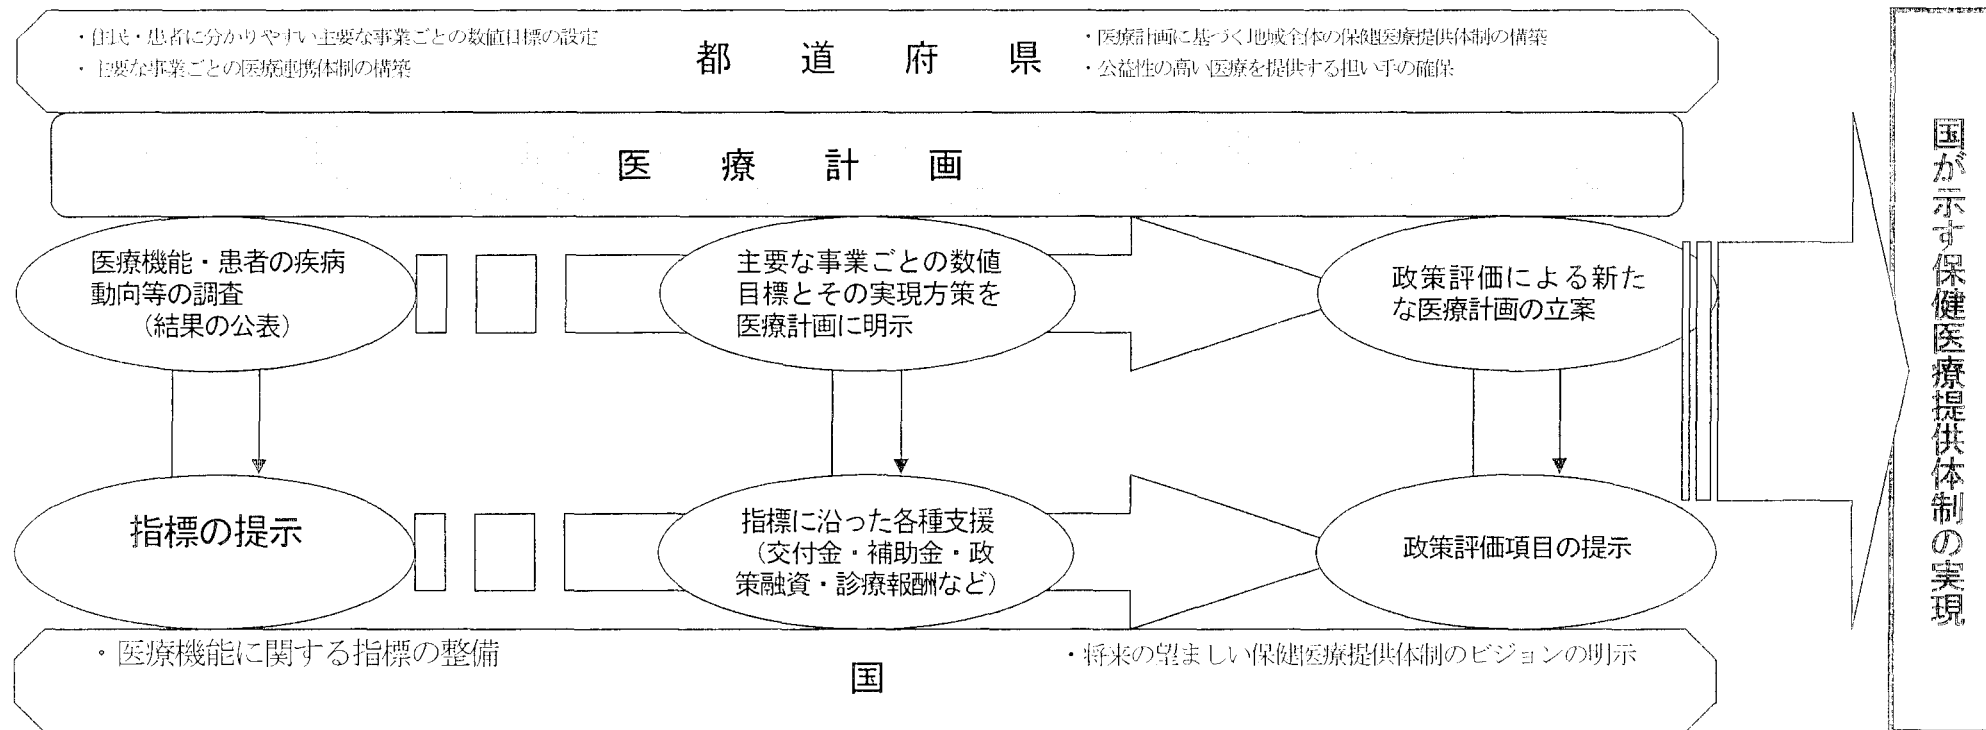 ・住民・患者に分かりやすい主要な事業ごとの数値目標の設定
・主要な事業ごとの医療連携体制の構築
都道府県
・医療計画に基づく地域全体の保健医療提供体制の構築
・公益性の高い医療を提供する担い手の確保
医療計画
医療機能・患者の疾病
動向等の調査
（結果の公表）
主要な事業ごとの数値
目標とその実現方策を
医療計画に明示
政策評価による新た
な医療計画の立案
指標の提示
指標に沿った各種支援
（交付金・補助金・政
策融資・診療報酬など）
政策評価項目の提示
・医療機能に関する指標の整備
国
・将来の望ましい保健医療提供体制のビジョンの明示
国が示す保健医療提供体制の実現